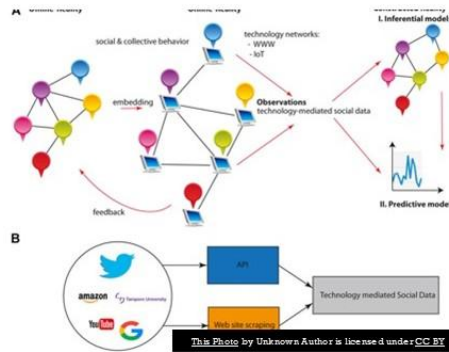 A
I. Inferential model
social & collective behavior
technology networks:
- WWW
- IoT
embedding
Observations
technology-mediated social data
feedback
II. Predictive model
B
API
amazon
Tampere University
Technology mediated Social Data
YouTube
Web site scraping
This Photo by Unknown Author is licensed under CC BY